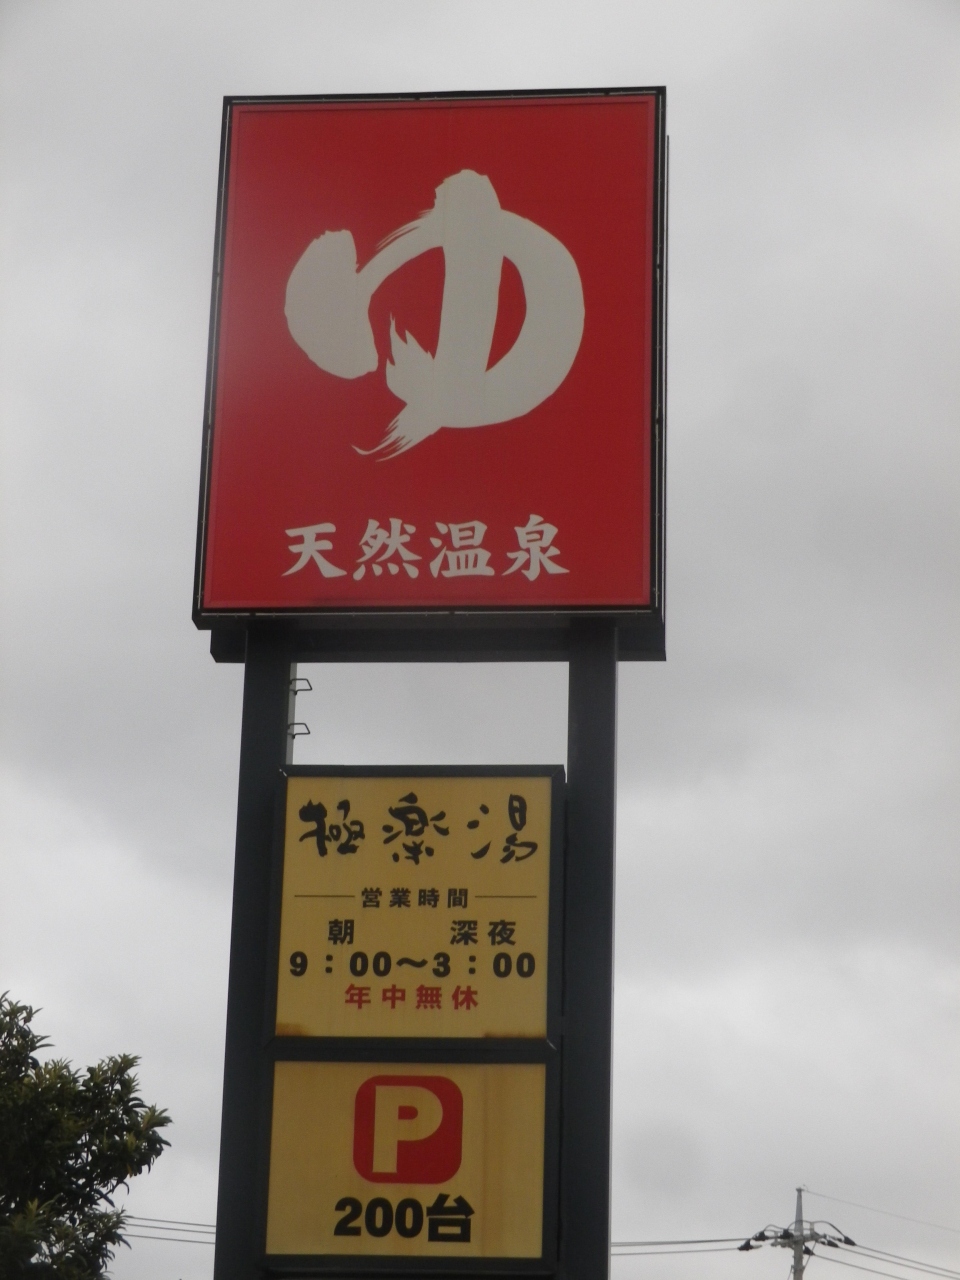 ゆ
天然温泉
極楽湯
営業時間
朝 深夜
9:00〜3:00
年中無休
P
200台